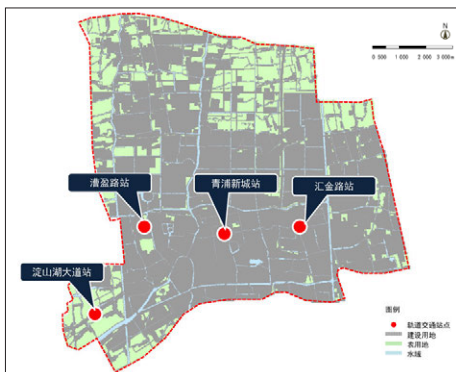 N
0 500 1 000 2 000 3 000m
漕盈路站
青浦新城站
汇金路站
淀山湖大道站
图例
轨道交通站点
建设用地
农用地
水域